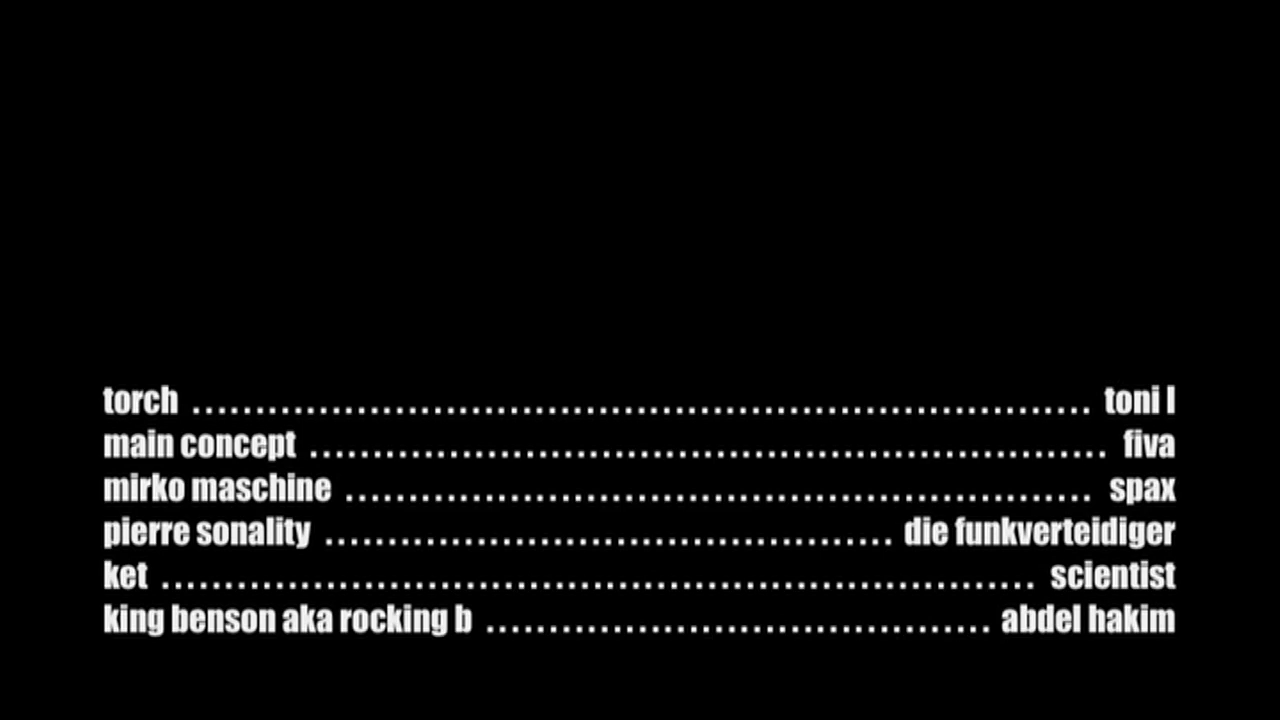 torch ........................................................................ toni l
main concept ................................................................ fiva
mirko maschine ............................................................ spax
pierre sonality .............................................. die funkverteidiger
ket ...................................................................... scientist
king benson aka rocking b ......................................... abdel hakim